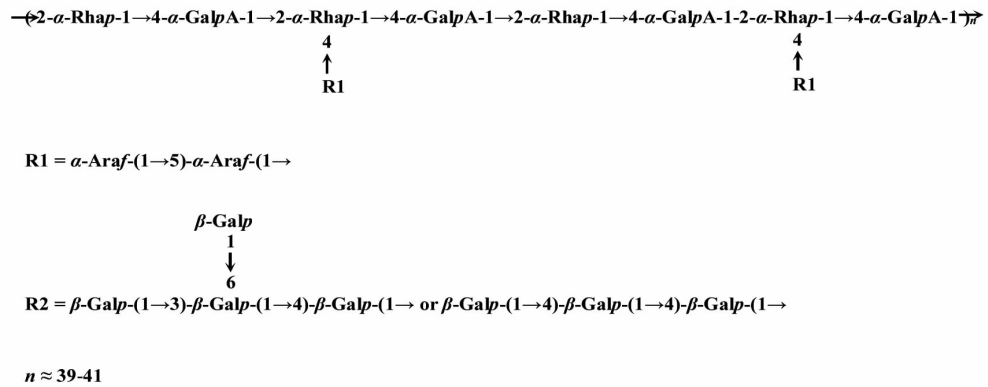 →(2-α-Rhap-1→4-α-GalpA-1→2-α-Rhap-1→4-α-GalpA-1→2-α-Rhap-1→4-α-GalpA-1-2-α-Rhap-1→4-α-GalpA-1→)n
4 4
↑ ↑
R1 R1
R1 = α-Araf-(1→5)-α-Araf-(1→
β-Galp
1
↓
6
R2 = β-Galp-(1→3)-β-Galp-(1→4)-β-Galp-(1→ or β-Galp-(1→4)-β-Galp-(1→4)-β-Galp-(1→
n ≈ 39-41